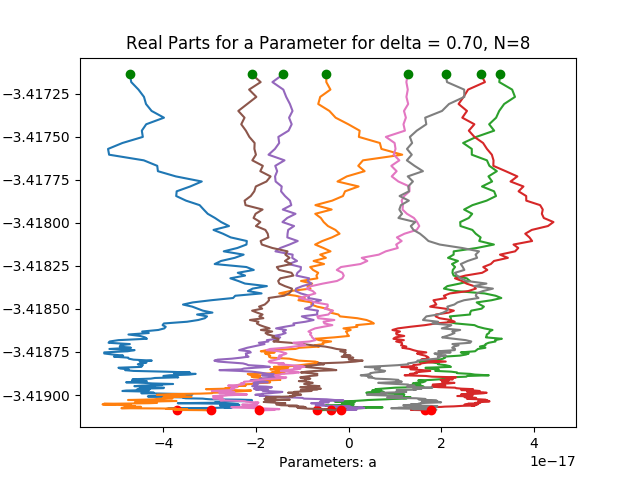 Real Parts for a Parameter for delta = 0.70, N=8
−3.41725
−3.41750
−3.41775
−3.41800
−3.41825
−3.41850
−3.41875
−3.41900
−4 −2 0 2 4
1e−17
Parameters: a